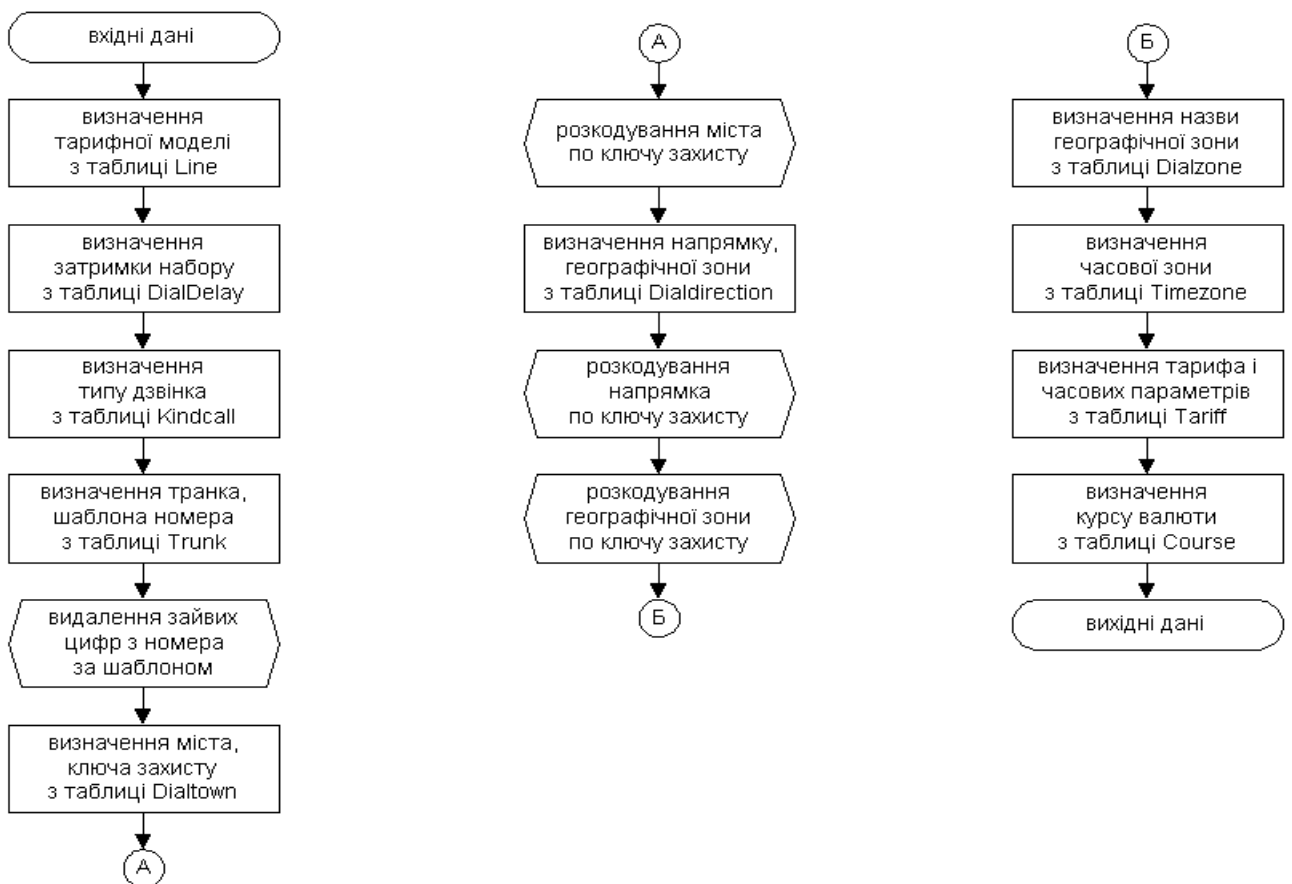 вхідні дані
визначення
тарифної моделі
з таблиці Line
визначення
затримки набору
з таблиці DialDelay
визначення
типу дзвінка
з таблиці Kindcall
визначення транка,
шаблона номера
з таблиці Trunk
видалення зайвих
цифр з номера
за шаблоном
визначення міста,
ключа захисту
з таблиці Dialtown
А
А
розкодування міста
по ключу захисту
визначення напрямку,
географічної зони
з таблиці Dialdirection
розкодування
напрямка
по ключу захисту
розкодування
географічної зони
по ключу захисту
Б
Б
визначення назви
географічної зони
з таблиці Dialzone
визначення
часової зони
з таблиці Timezone
визначення тарифа і
часових параметрів
з таблиці Tariff
визначення
курсу валюти
з таблиці Course
вихідні дані